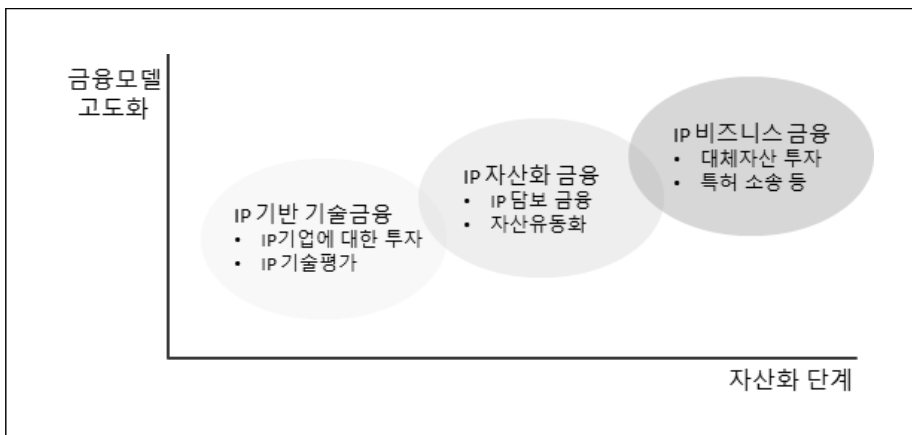 금융모델
고도화
IP 비즈니스 금융
• 대체자산 투자
• 특허 소송 등
IP 자산화 금융
• IP 담보 금융
• 자산유동화
IP 기반 기술금융
• IP기업에 대한 투자
• IP 기술평가
자산화 단계